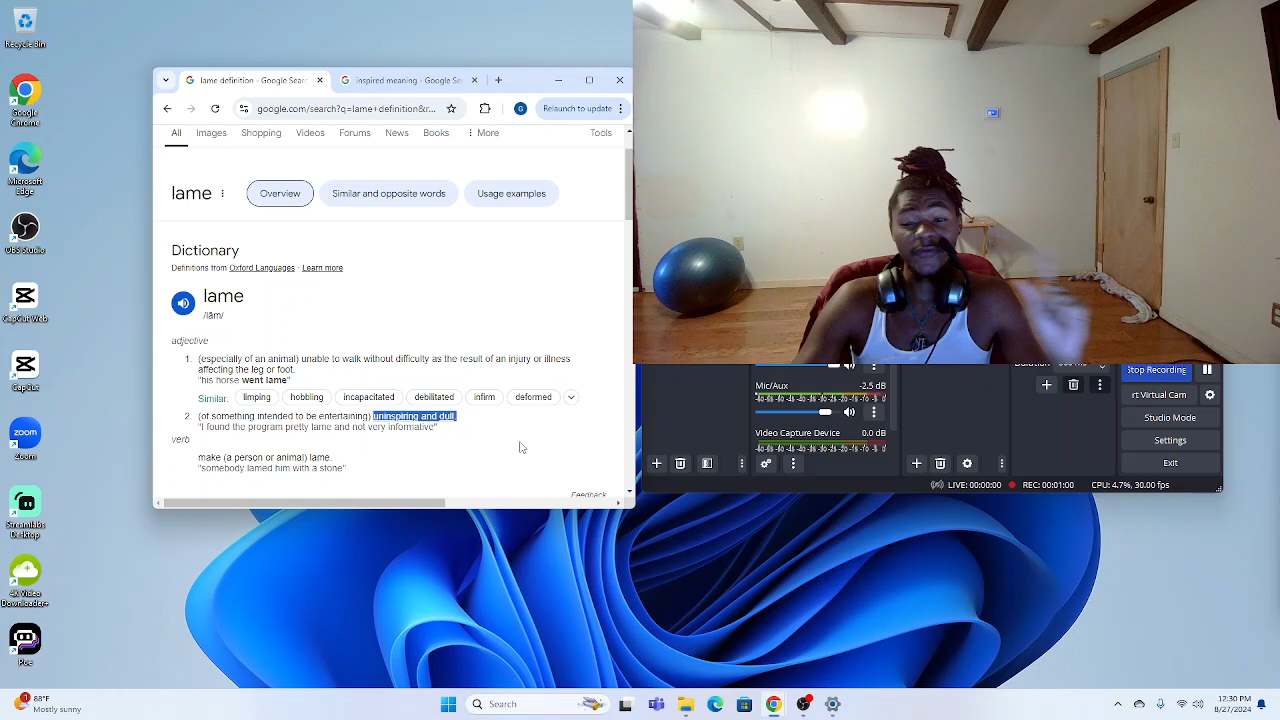 Recycle Bin
Google
Chrome
Microsoft
Edge
OBS Studio
CapCut Web
CapCut
Zoom
Streamlabs
Desktop
4K Video
Downloader+
Poe
lame definition - Google Sear
inspired meaning - Google Se
google.com/search?q=lame+definition&r...
G
Relaunch to update
All
Images
Shopping
Videos
Forums
News
Books
More
Tools
lame
Overview
Similar and opposite words
Usage examples
Dictionary
Definitions from Oxford Languages · Learn more
lame
/lām/
adjective
1. (especially of an animal) unable to walk without difficulty as the result of an injury or illness
affecting the leg or foot.
"his horse went lame"
Similar:
limping
hobbling
incapacitated
debilitated
infirm
deformed
2. (of something intended to be entertaining) uninspiring and dull.
"I found the program pretty lame and not very informative"
verb
make (a person or animal) lame.
"somebody lamed him with a stone"
Feedback
Mic/Aux
-2.5 dB
Video Capture Device
0.0 dB
Stop Recording
rt Virtual Cam
Studio Mode
Settings
Exit
LIVE: 00:00:00
REC: 00:01:00
CPU: 4.7%, 30.00 fps
88°F
Mostly sunny
Search
12:30 PM
8/27/2024